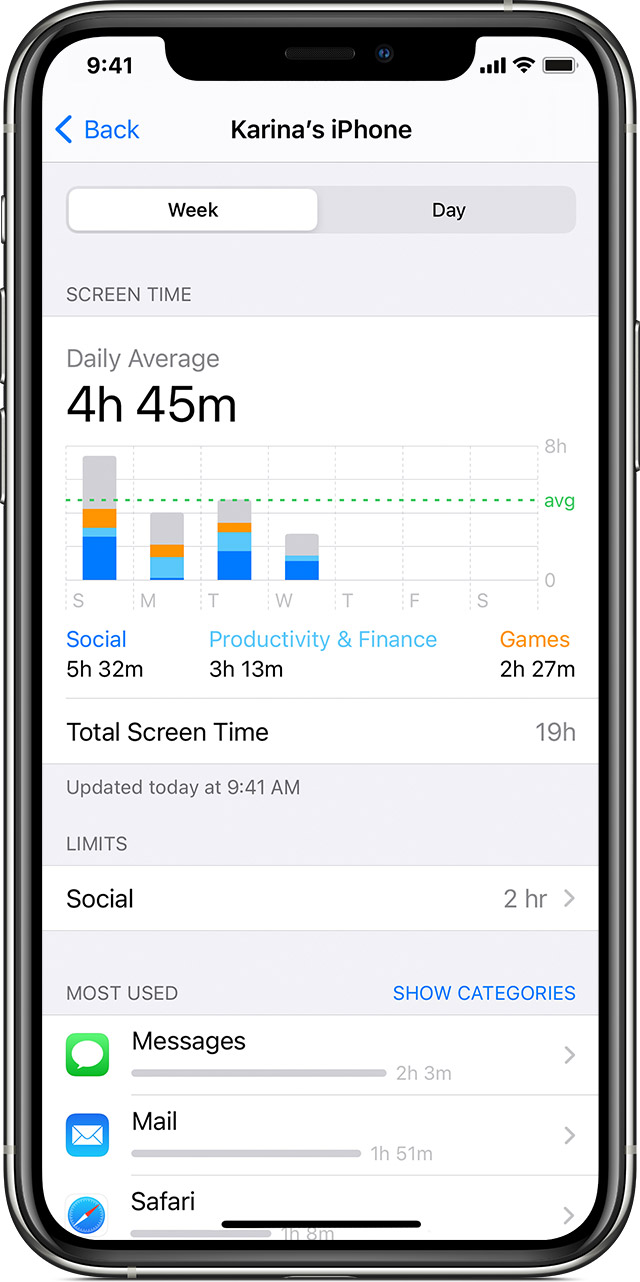 9:41
Back
Karina's iPhone
Week Day
SCREEN TIME
Daily Average
4h 45m
8h
avg
0
S M T W T F S
Social Productivity & Finance Games
5h 32m 3h 13m 2h 27m
Total Screen Time 19h
Updated today at 9:41 AM
LIMITS
Social 2 hr
MOST USED SHOW CATEGORIES
Messages
2h 3m
Mail
1h 51m
Safari
1h 8m